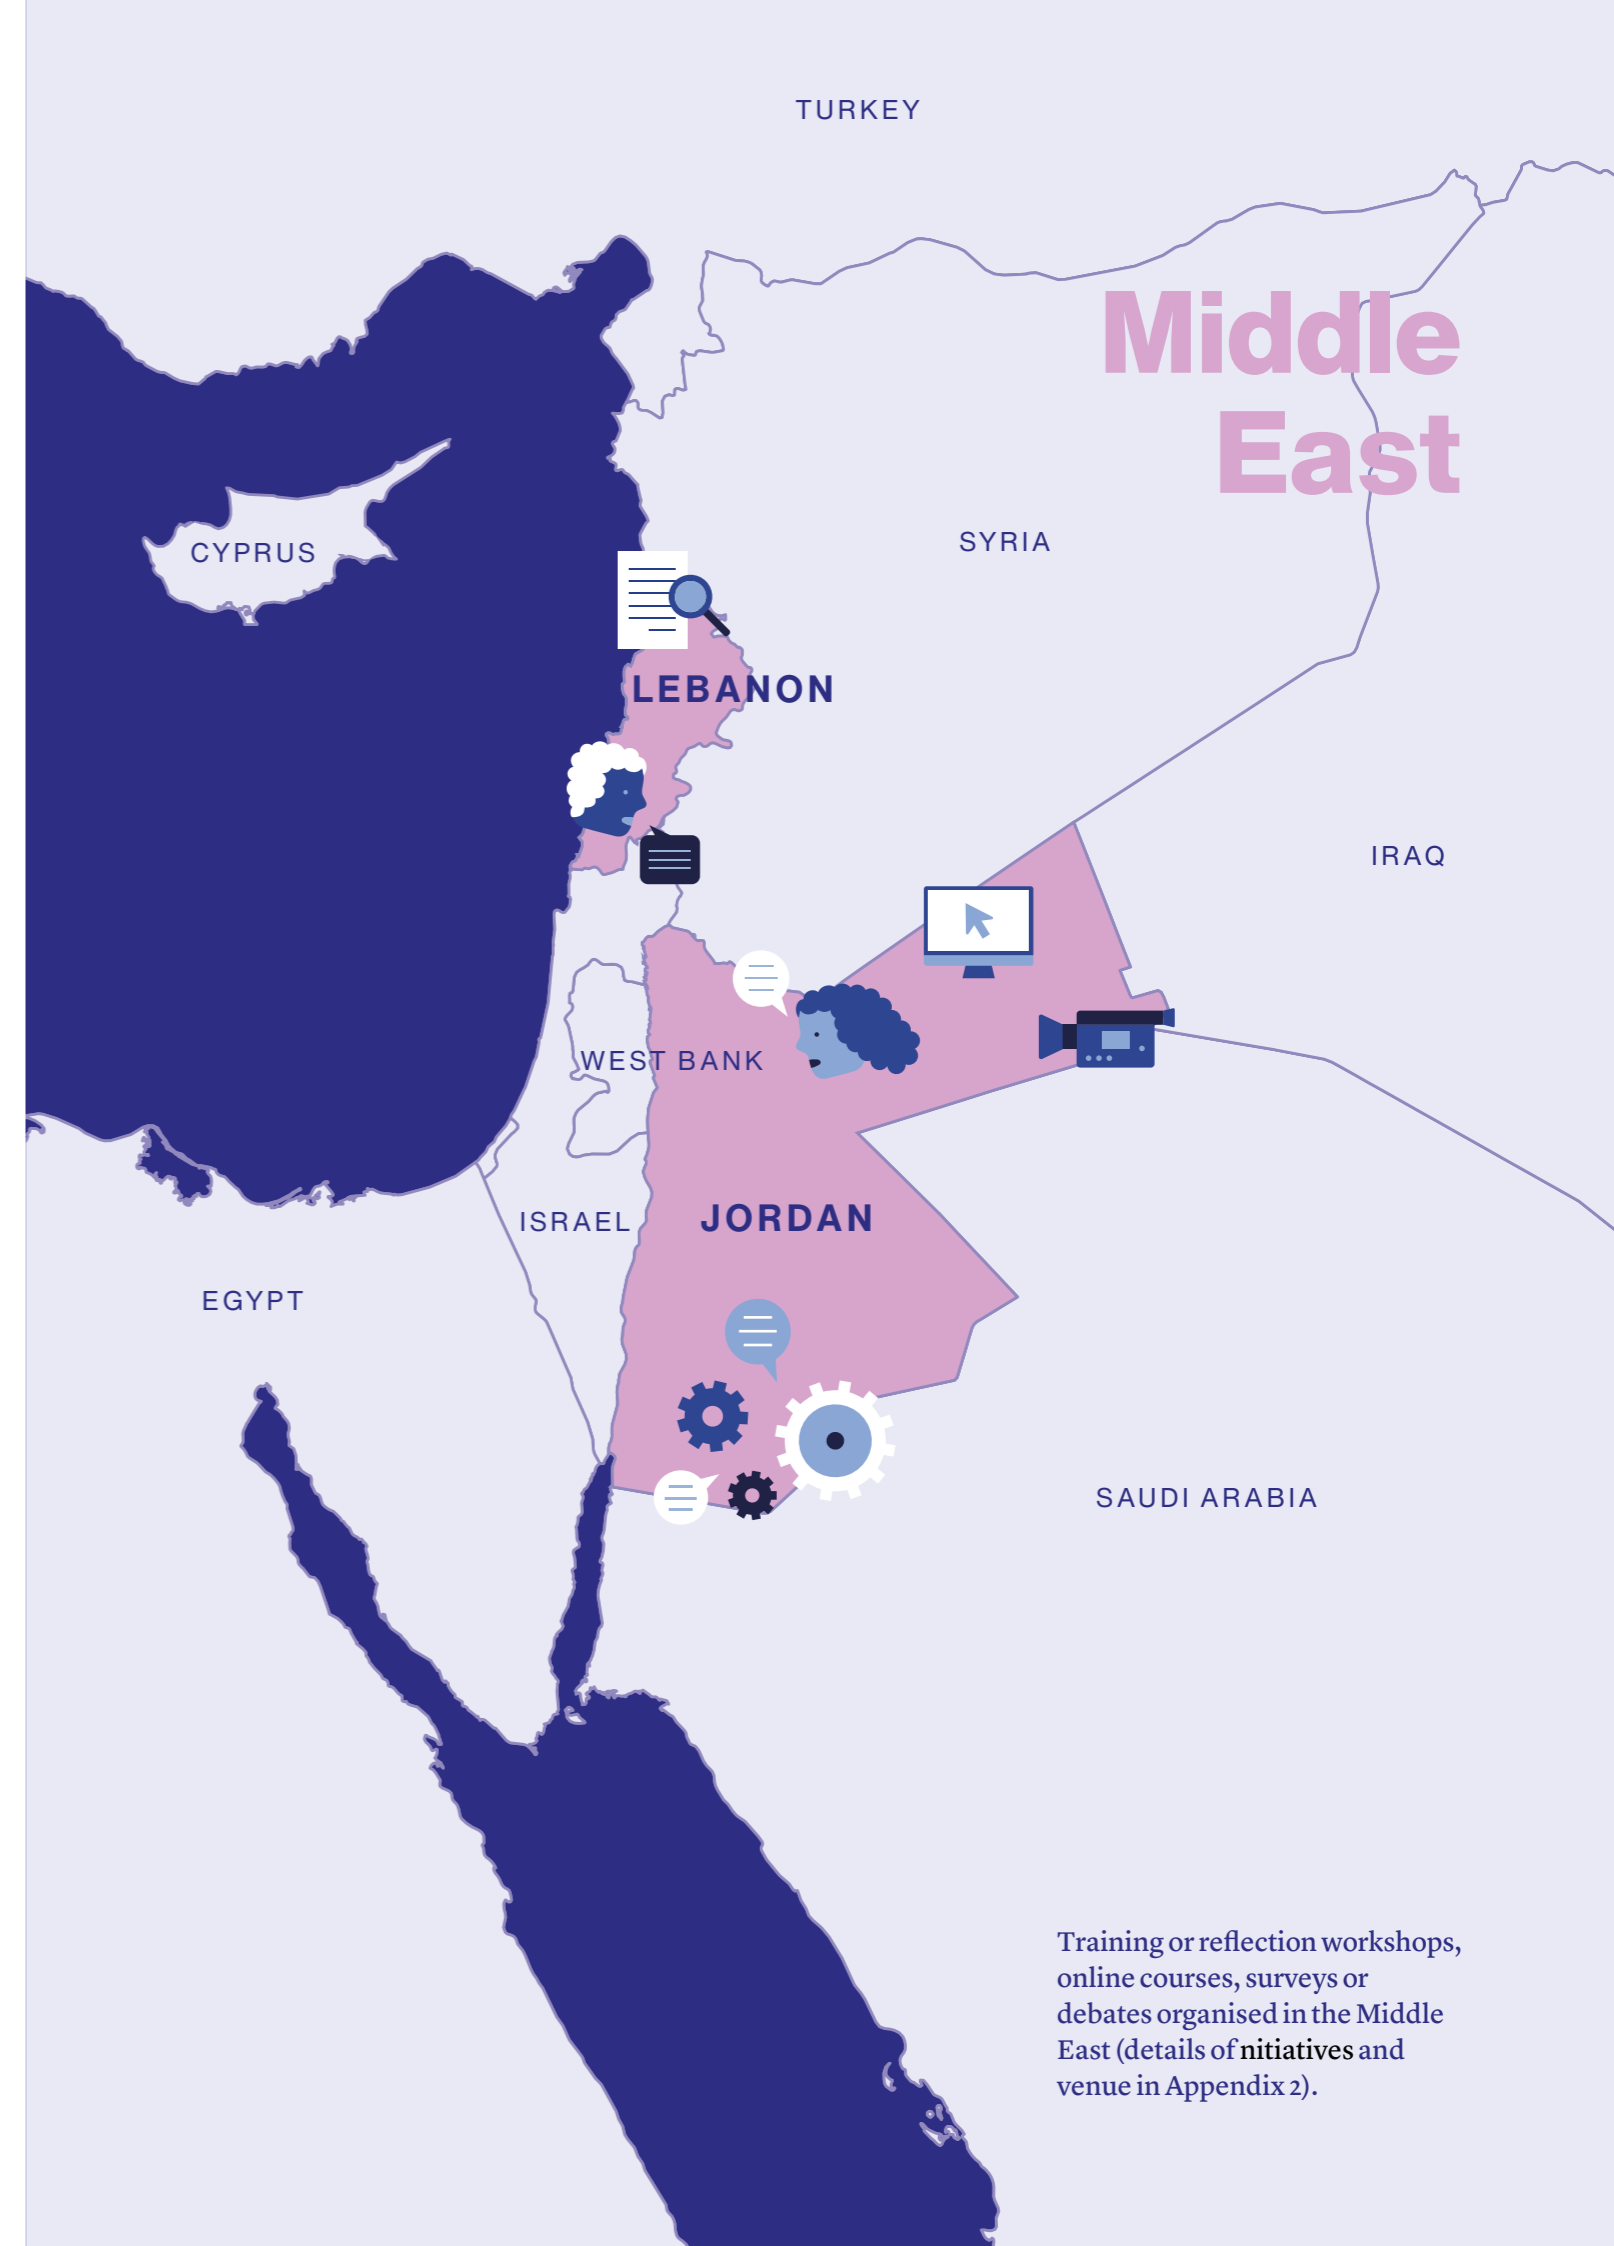 TURKEY
Middle
East
SYRIA
CYPRUS
LEBANON
IRAQ
WEST BANK
JORDAN
ISRAEL
EGYPT
SAUDI ARABIA
Training or reflection workshops,
online courses, surveys or
debates organised in the Middle
East (details of nitiatives and
venue in Appendix 2).